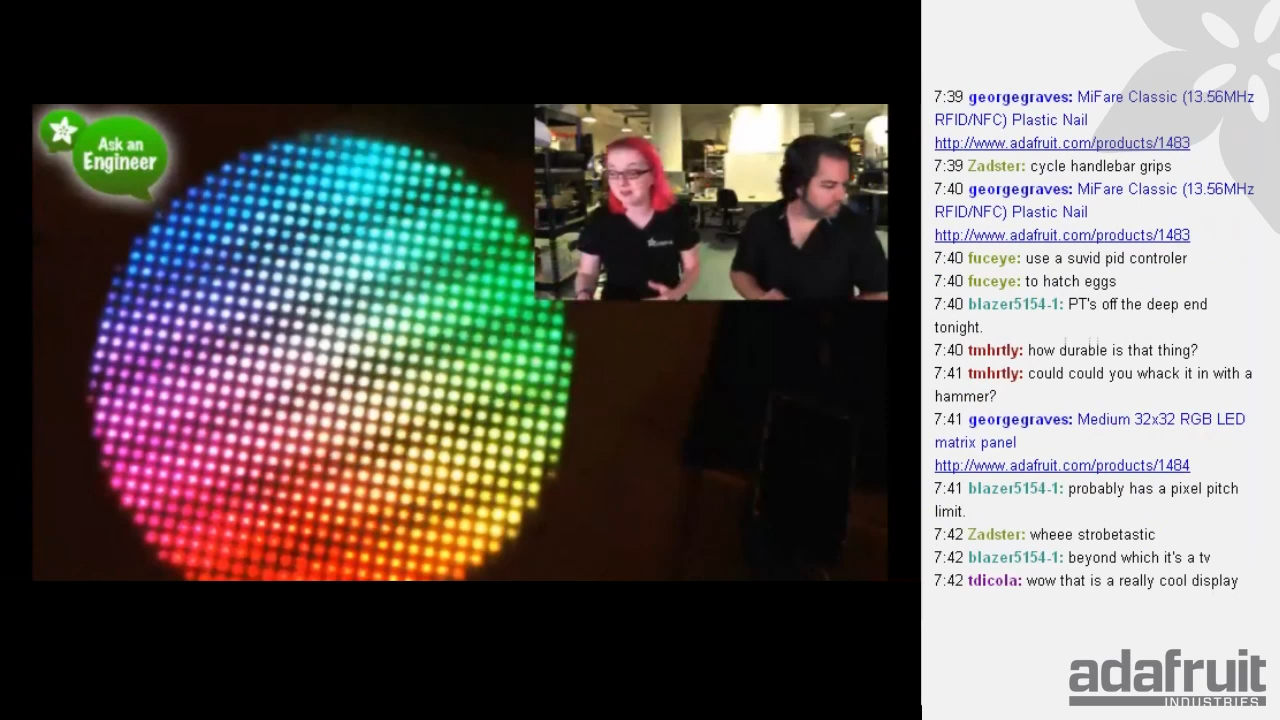 Ask an
Engineer
7:39 georgegraves: MiFare Classic (13.56MHz
RFID/NFC) Plastic Nail
http://www.adafruit.com/products/1483
7:39 Zadster: cycle handlebar grips
7:40 georgegraves: MiFare Classic (13.56MHz
RFID/NFC) Plastic Nail
http://www.adafruit.com/products/1483
7:40 fuceye: use a suvid pid controler
7:40 fuceye: to hatch eggs
7:40 blazer5154-1: PT's off the deep end
tonight.
7:40 tmhrtly: how durable is that thing?
7:41 tmhrtly: could could you whack it in with a
hammer?
7:41 georgegraves: Medium 32x32 RGB LED
matrix panel
http://www.adafruit.com/products/1484
7:41 blazer5154-1: probably has a pixel pitch
limit.
7:42 Zadster: wheee strobetastic
7:42 blazer5154-1: beyond which it's a tv
7:42 tdicola: wow that is a really cool display
adafruit
INDUSTRIES